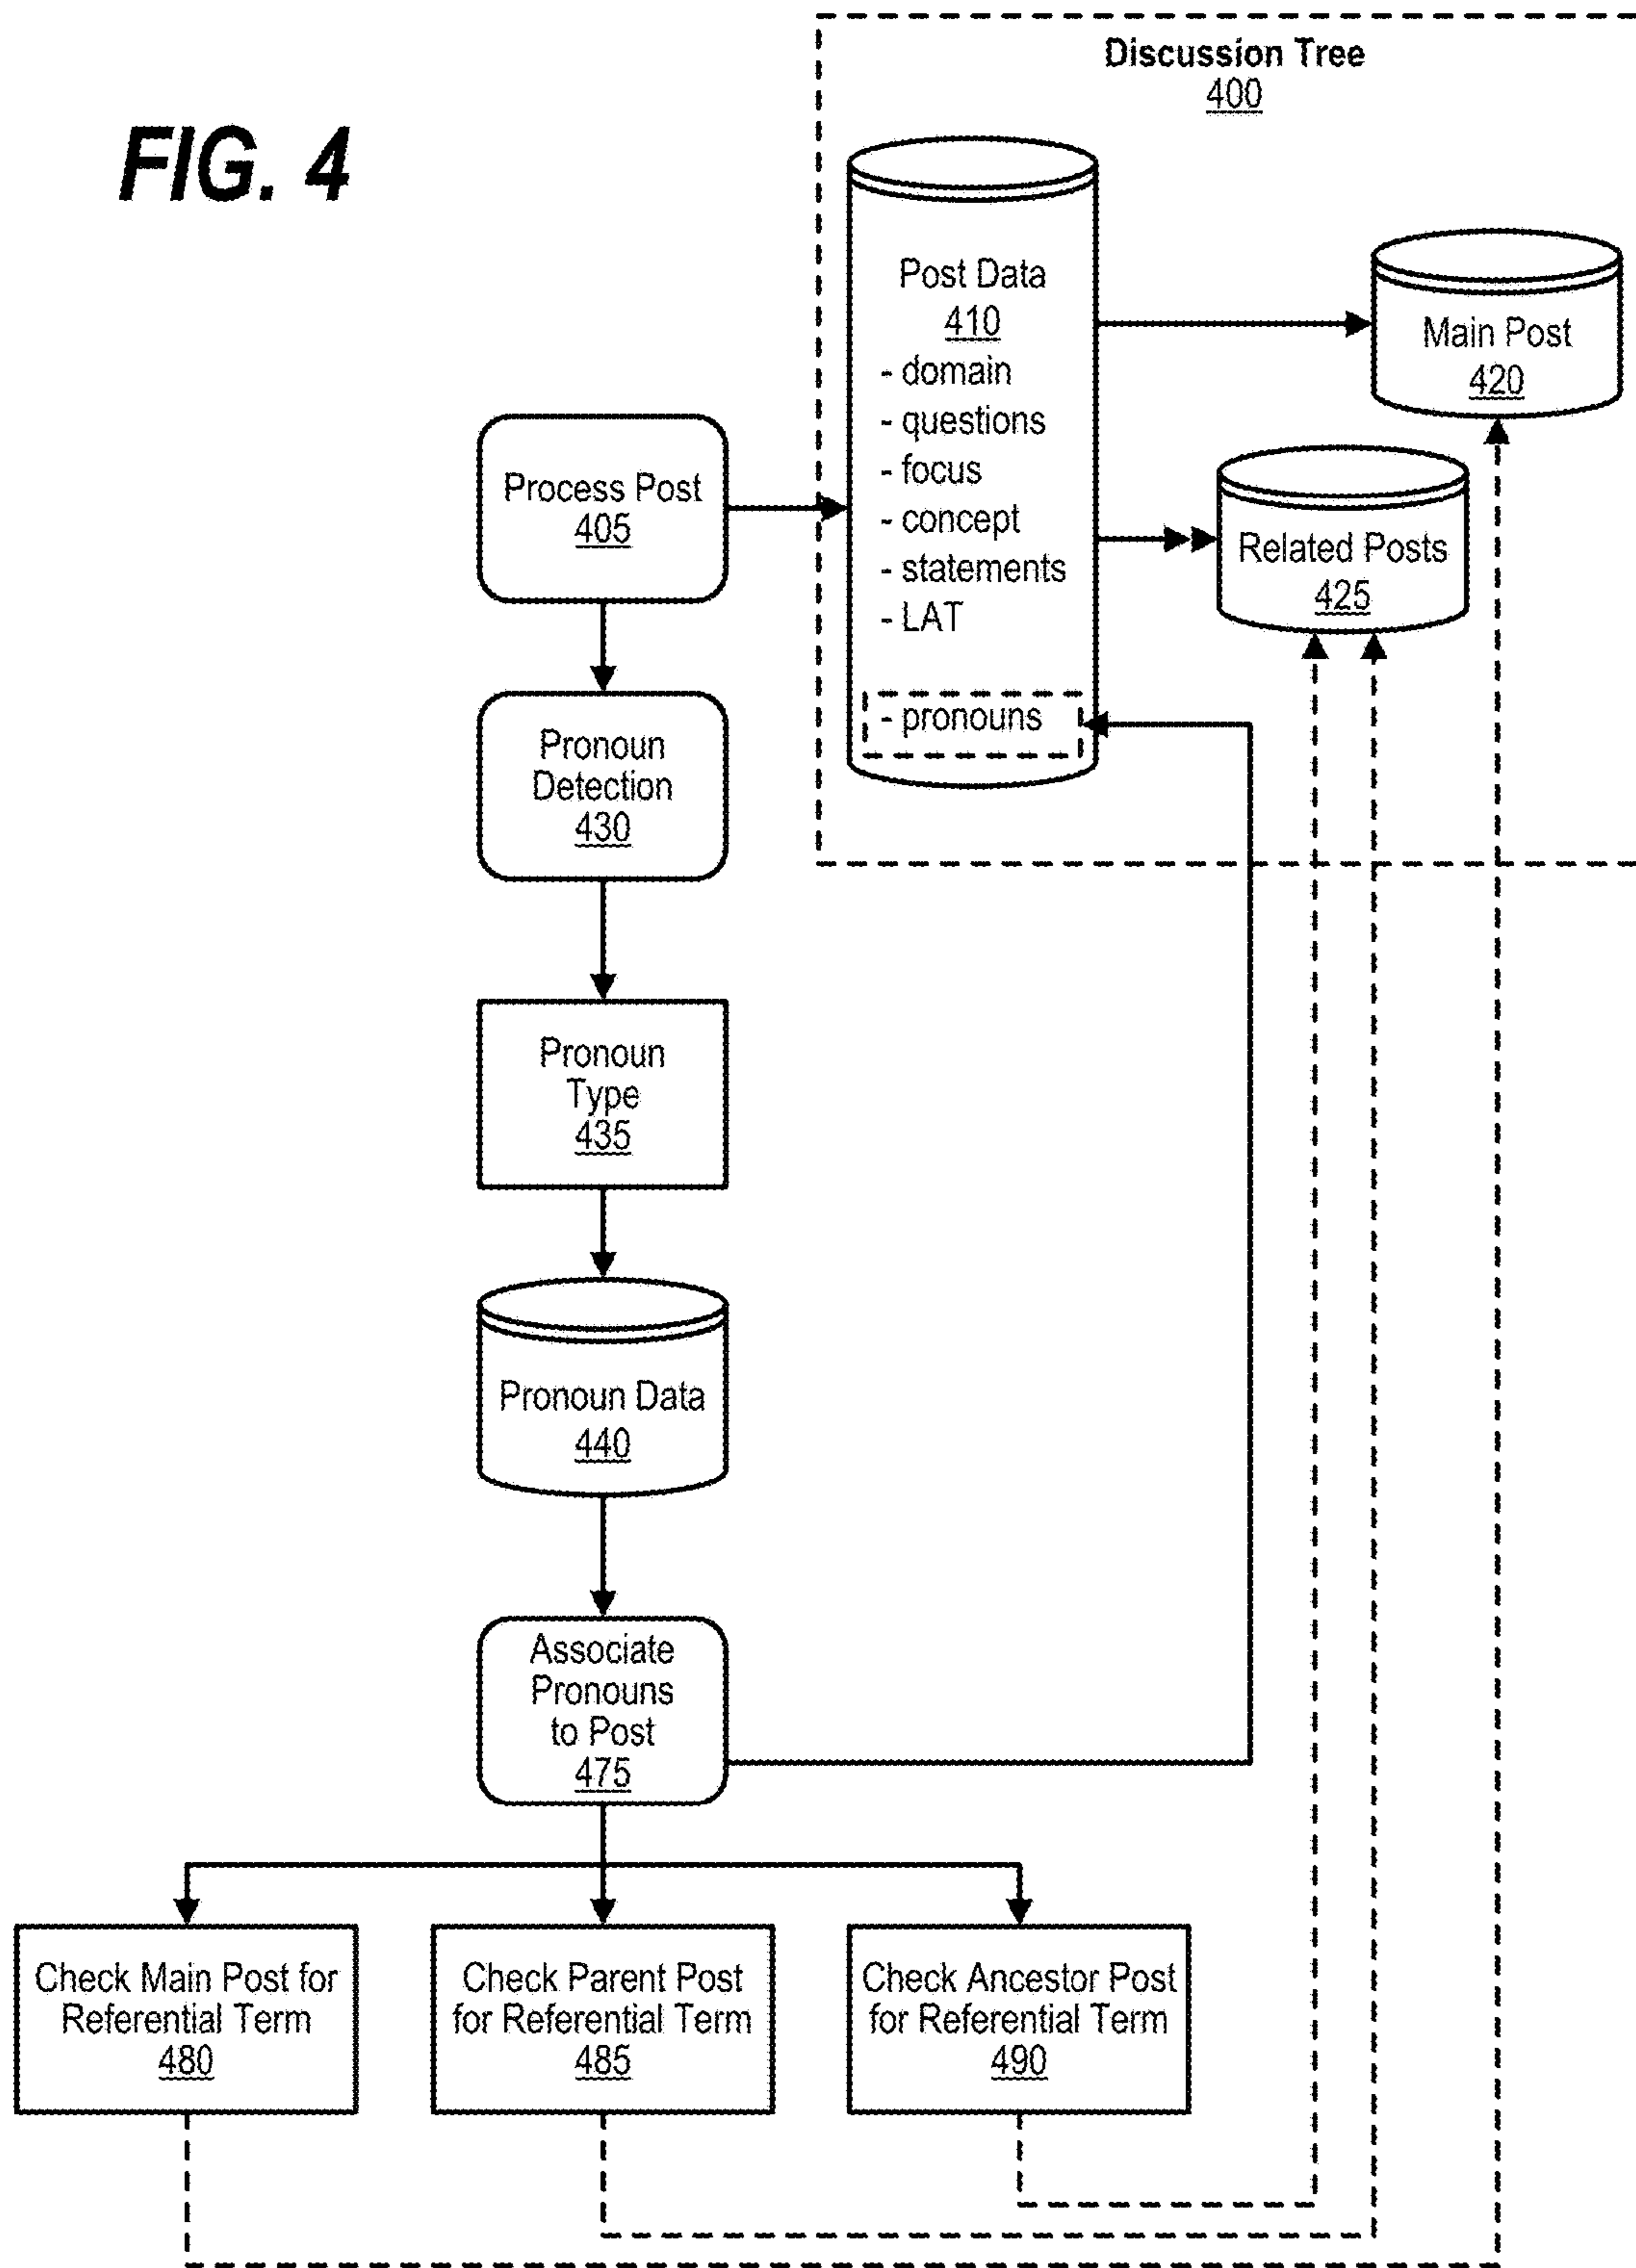 FIG. 4
Discussion Tree
400
Post Data
410
- domain
- questions
- focus
- concept
- statements
- LAT
- pronouns
Main Post
420
Related Posts
425
Process Post
405
Pronoun
Detection
430
Pronoun
Type
435
Pronoun Data
440
Associate
Pronouns
to Post
475
Check Main Post for
Referential Term
480
Check Parent Post
for Referential Term
485
Check Ancestor Post
for Referential Term
490